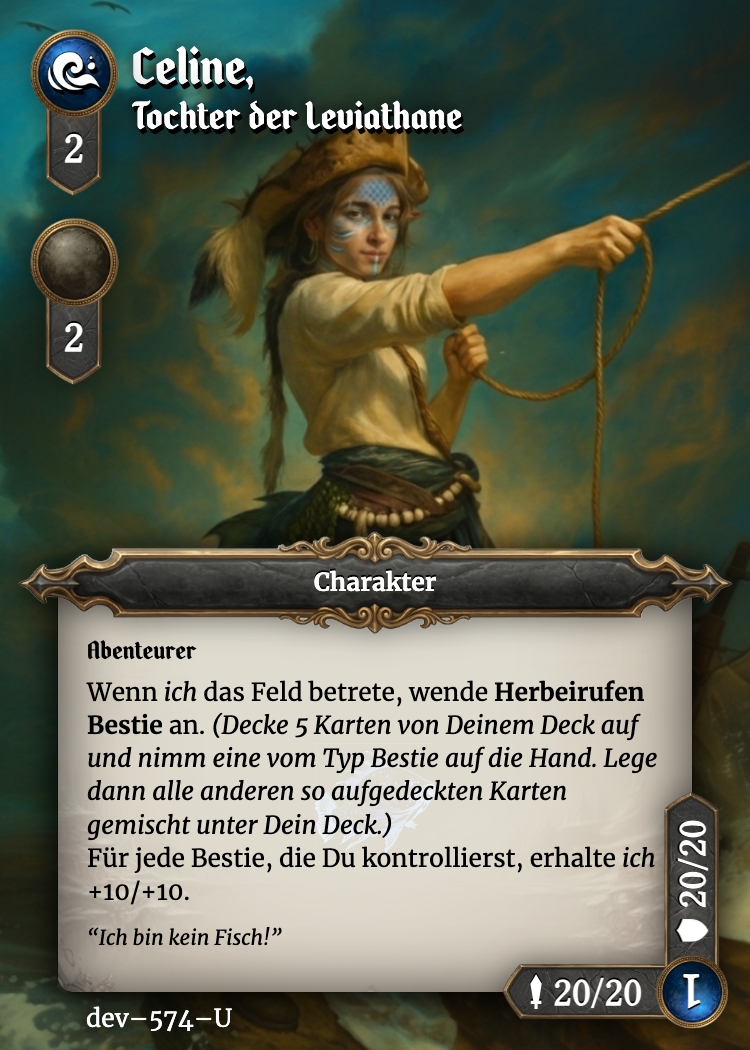 Celine,
Tochter der Leviathane
2
2
Charakter
Abenteurer
Wenn ich das Feld betrete, wende Herbeirufen
Bestie an. (Decke 5 Karten von Deinem Deck auf
und nimm eine vom Typ Bestie auf die Hand. Lege
dann alle anderen so aufgedeckten Karten
gemischt unter Dein Deck.)
Für jede Bestie, die Du kontrollierst, erhalte ich
+10/+10.
“Ich bin kein Fisch!”
20/20
20/20
1
dev–574–U